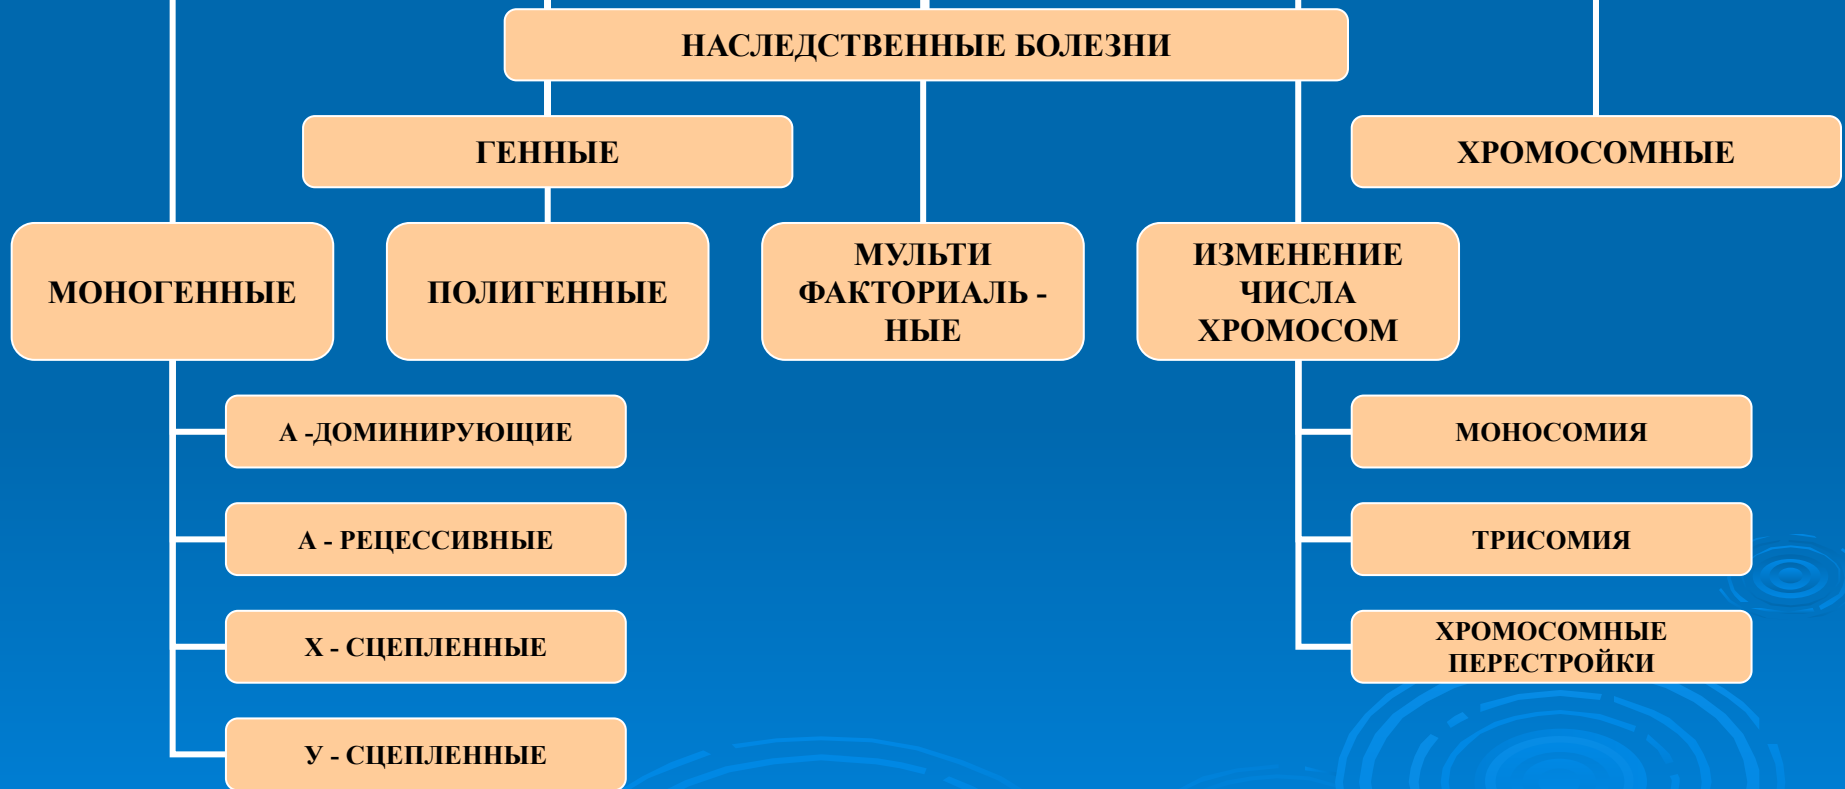 НАСЛЕДСТВЕННЫЕ БОЛЕЗНИ
ГЕННЫЕ
ХРОМОСОМНЫЕ
МОНОГЕННЫЕ
ПОЛИГЕННЫЕ
МУЛЬТИ
ФАКТОРИАЛЬ -
НЫЕ
ИЗМЕНЕНИЕ
ЧИСЛА
ХРОМОСОМ
А -ДОМИНИРУЮЩИЕ
А - РЕЦЕССИВНЫЕ
Х - СЦЕПЛЕННЫЕ
У - СЦЕПЛЕННЫЕ
МОНОСОМИЯ
ТРИСОМИЯ
ХРОМОСОМНЫЕ
ПЕРЕСТРОЙКИ